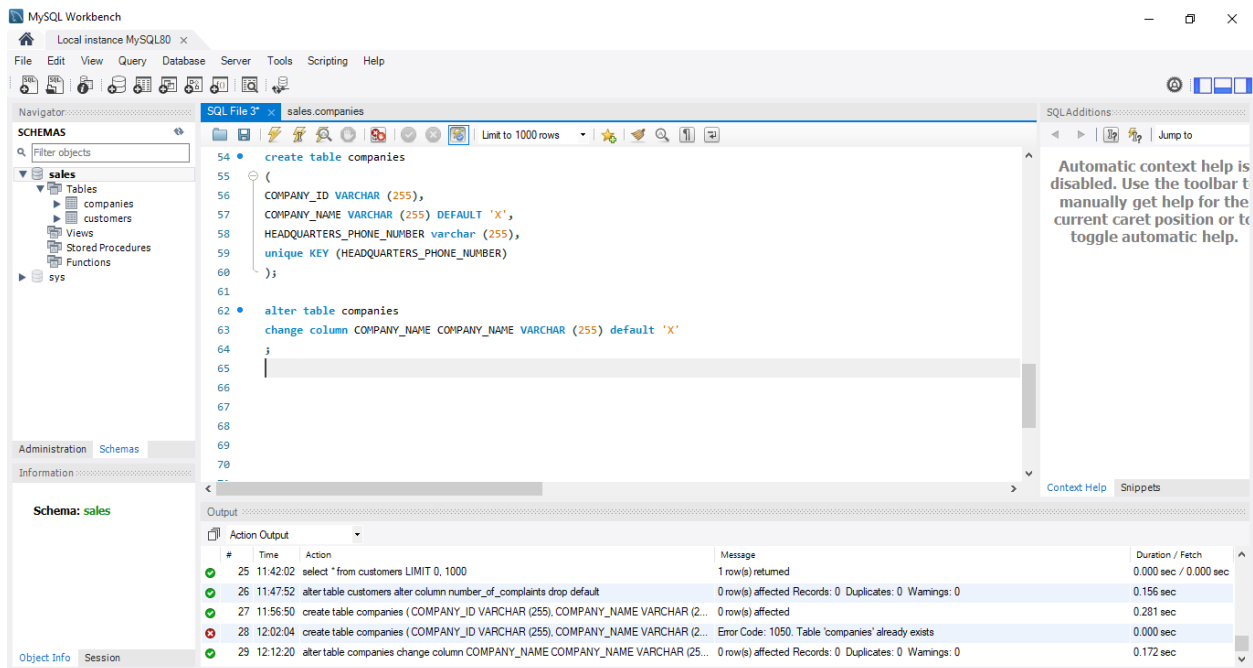 MySQL Workbench
Local instance MySQL80
File Edit View Query Database Server Tools Scripting Help
Navigator
SCHEMAS
Filter objects
sales
Tables
companies
customers
Views
Stored Procedures
Functions
sys
Administration Schemas
Information
Schema: sales
Object Info Session
SQL File 3* sales.companies
Limit to 1000 rows
54 create table companies
55 (
56 COMPANY_ID VARCHAR (255),
57 COMPANY_NAME VARCHAR (255) DEFAULT 'X',
58 HEADQUARTERS_PHONE_NUMBER varchar (255),
59 unique KEY (HEADQUARTERS_PHONE_NUMBER)
60 );
61
62 alter table companies
63 change column COMPANY_NAME COMPANY_NAME VARCHAR (255) default 'X'
64 ;
65
66
67
68
69
70
SQLAdditions
Jump to
Automatic context help is
disabled. Use the toolbar t
manually get help for the
current caret position or to
toggle automatic help.
Context Help Snippets
Output
Action Output
# Time Action Message Duration / Fetch
25 11:42:02 select * from customers LIMIT 0, 1000 1 row(s) returned 0.000 sec / 0.000 sec
26 11:47:52 alter table customers alter column number_of_complaints drop default 0 row(s) affected Records: 0 Duplicates: 0 Warnings: 0 0.156 sec
27 11:56:50 create table companies ( COMPANY_ID VARCHAR (255), COMPANY_NAME VARCHAR (2... 0 row(s) affected 0.281 sec
28 12:02:04 create table companies ( COMPANY_ID VARCHAR (255), COMPANY_NAME VARCHAR (2... Error Code: 1050. Table 'companies' already exists 0.000 sec
29 12:12:20 alter table companies change column COMPANY_NAME COMPANY_NAME VARCHAR (25... 0 row(s) affected Records: 0 Duplicates: 0 Warnings: 0 0.172 sec